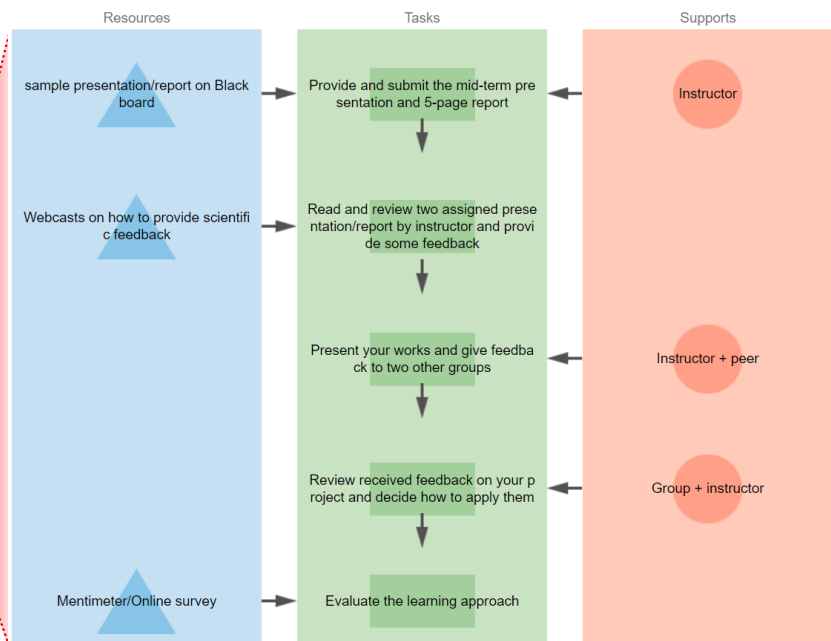 Resources
Tasks
Supports
sample presentation/report on Black
board
Provide and submit the mid-term pre
sentation and 5-page report
Instructor
Webcasts on how to provide scientifi
c feedback
Read and review two assigned prese
ntation/report by instructor and provi
de some feedback
Present your works and give feedba
ck to two other groups
Instructor + peer
Review received feedback on your p
roject and decide how to apply them
Group + instructor
Mentimeter/Online survey
Evaluate the learning approach